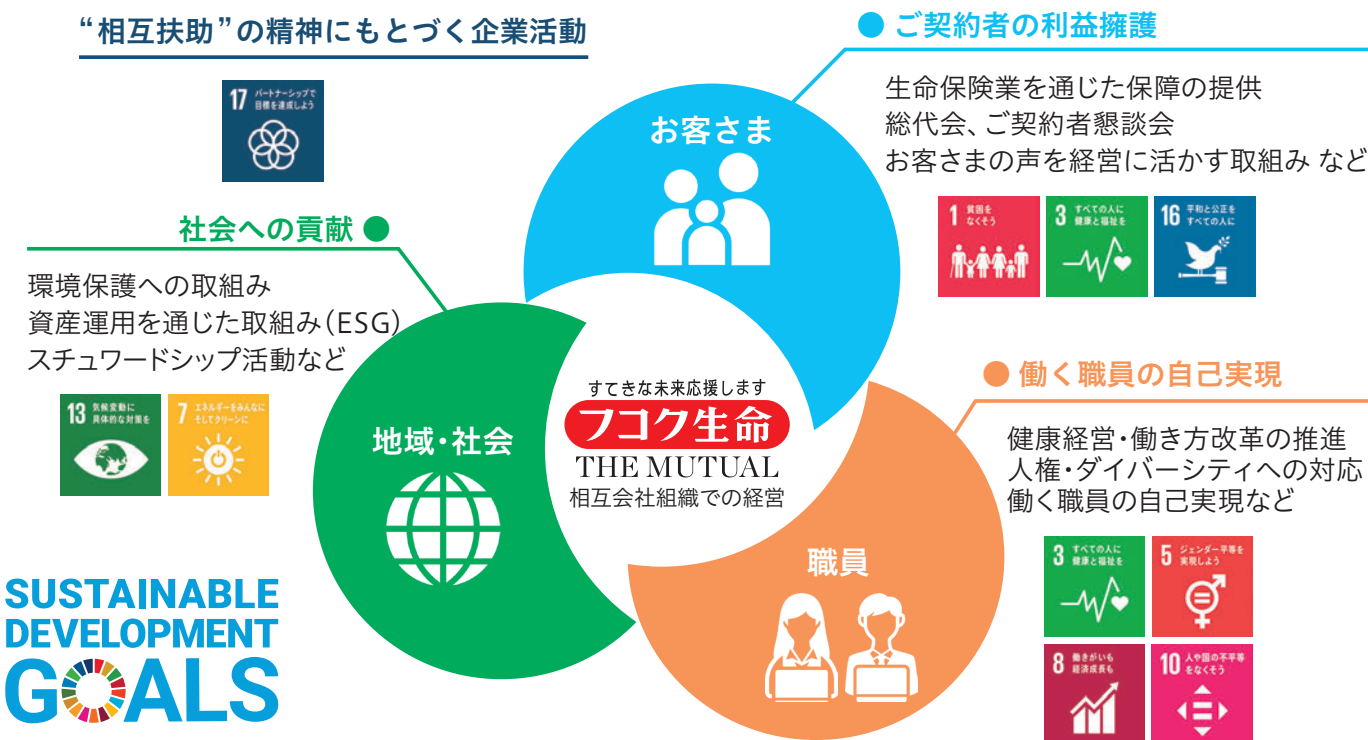 “相互扶助”の精神にもとづく企業活動
17 パートナーシップで
目標を達成しよう
● ご契約者の利益擁護
生命保険業を通じた保障の提供
総代会、ご契約者懇談会
お客さまの声を経営に活かす取組み など
1 貧困を
なくそう
3 すべての人に
健康と福祉を
16 平和と公正を
すべての人に
お客さま
社会への貢献 ●
環境保護への取組み
資産運用を通じた取組み(ESG)
スチュワードシップ活動など
13 気候変動に
具体的な対策を
7 エネルギーをみんなに
そしてクリーンに
地域・社会
すてきな未来応援します
フコク生命
THE MUTUAL
相互会社組織での経営
● 働く職員の自己実現
健康経営・働き方改革の推進
人権・ダイバーシティへの対応
働く職員の自己実現など
3 すべての人に
健康と福祉を
5 ジェンダー平等を
実現しよう
8 働きがいも
経済成長も
10 人や国の不平等
をなくそう
職員
SUSTAINABLE
DEVELOPMENT
GOALS